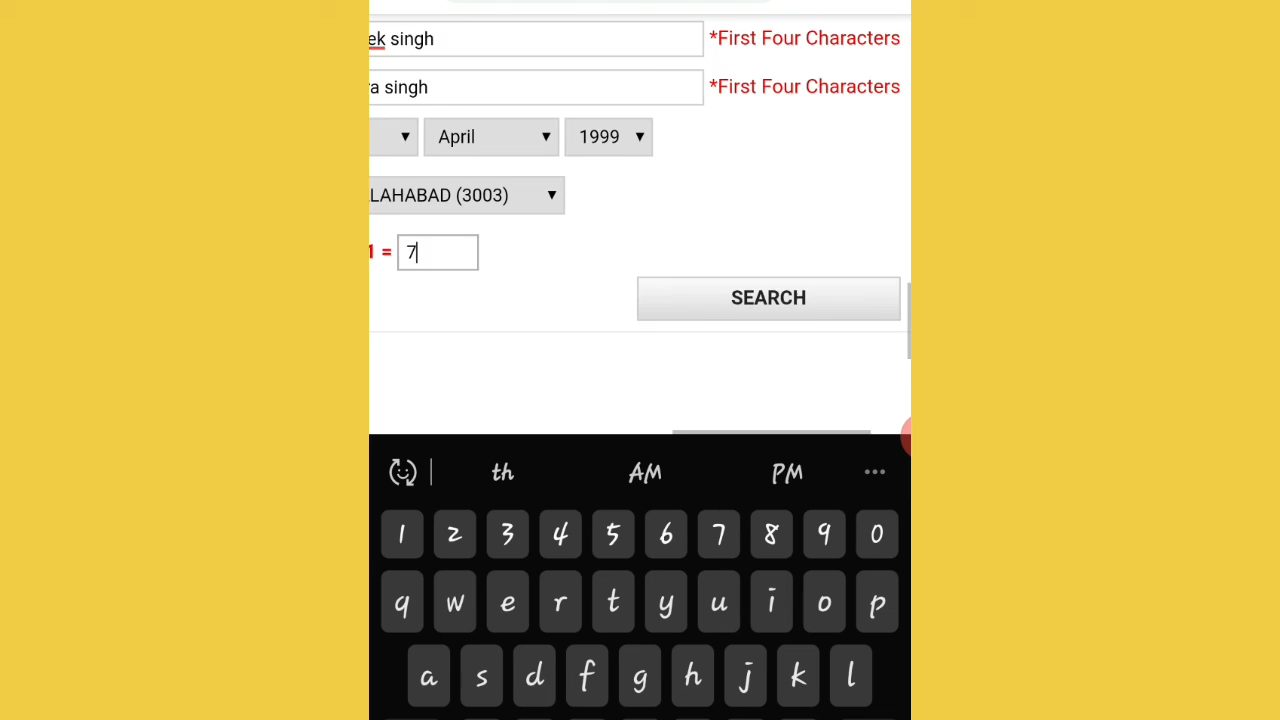 ek singh *First Four Characters
ra singh *First Four Characters
April 1999
LAHABAD (3003)
1 = 7
SEARCH
th AM PM
1 2 3 4 5 6 7 8 9 0
q w e r t y u i o p
a s d f g h j k l